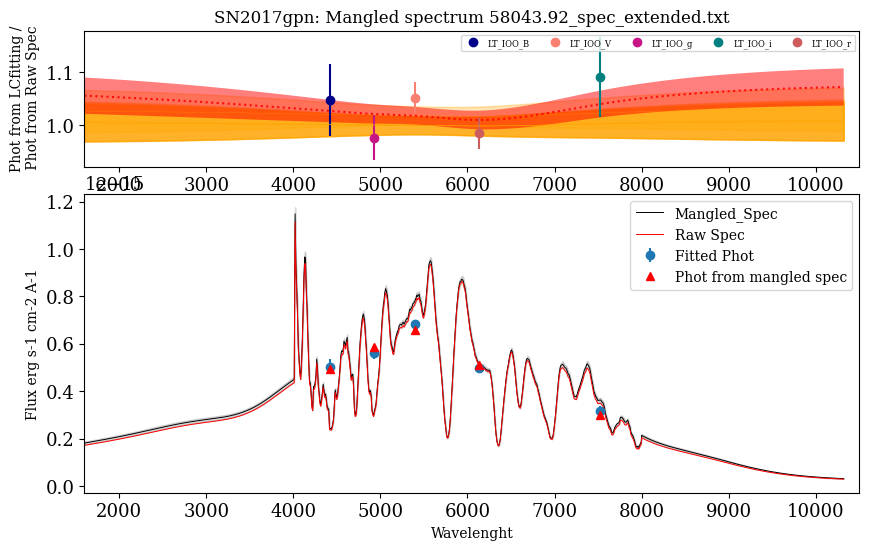 SN2017gpn: Mangled spectrum 58043.92_spec_extended.txt
Phot from LCfitting /
Phot from Raw Spec
1.1
1.0
LT_IOO_B LT_IOO_V LT_IOO_g LT_IOO_i LT_IOO_r
2000 3000 4000 5000 6000 7000 8000 9000 10000
1e−15
Flux erg s-1 cm-2 A-1
1.2
1.0
0.8
0.6
0.4
0.2
0.0
Mangled_Spec
Raw Spec
Fitted Phot
Phot from mangled spec
2000 3000 4000 5000 6000 7000 8000 9000 10000
Wavelenght